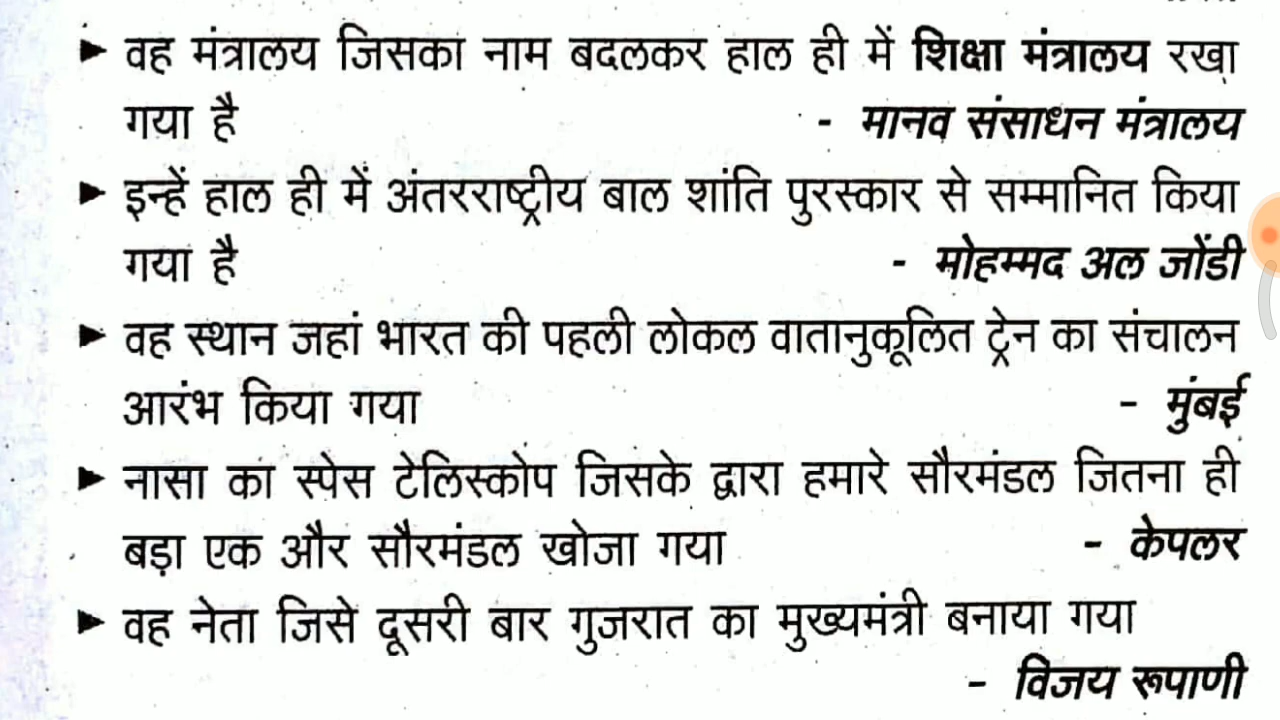 ► वह मंत्रालय जिसका नाम बदलकर हाल ही में शिक्षा मंत्रालय रखा
गया है - मानव संसाधन मंत्रालय
► इन्हें हाल ही में अंतरराष्ट्रीय बाल शांति पुरस्कार से सम्मानित किया
गया है - मोहम्मद अल जोंडी
► वह स्थान जहां भारत की पहली लोकल वातानुकूलित ट्रेन का संचालन
आरंभ किया गया - मुंबई
► नासा का स्पेस टेलिस्कोप जिसके द्वारा हमारे सौरमंडल जितना ही
बड़ा एक और सौरमंडल खोजा गया - केपलर
► वह नेता जिसे दूसरी बार गुजरात का मुख्यमंत्री बनाया गया
- विजय रूपाणी